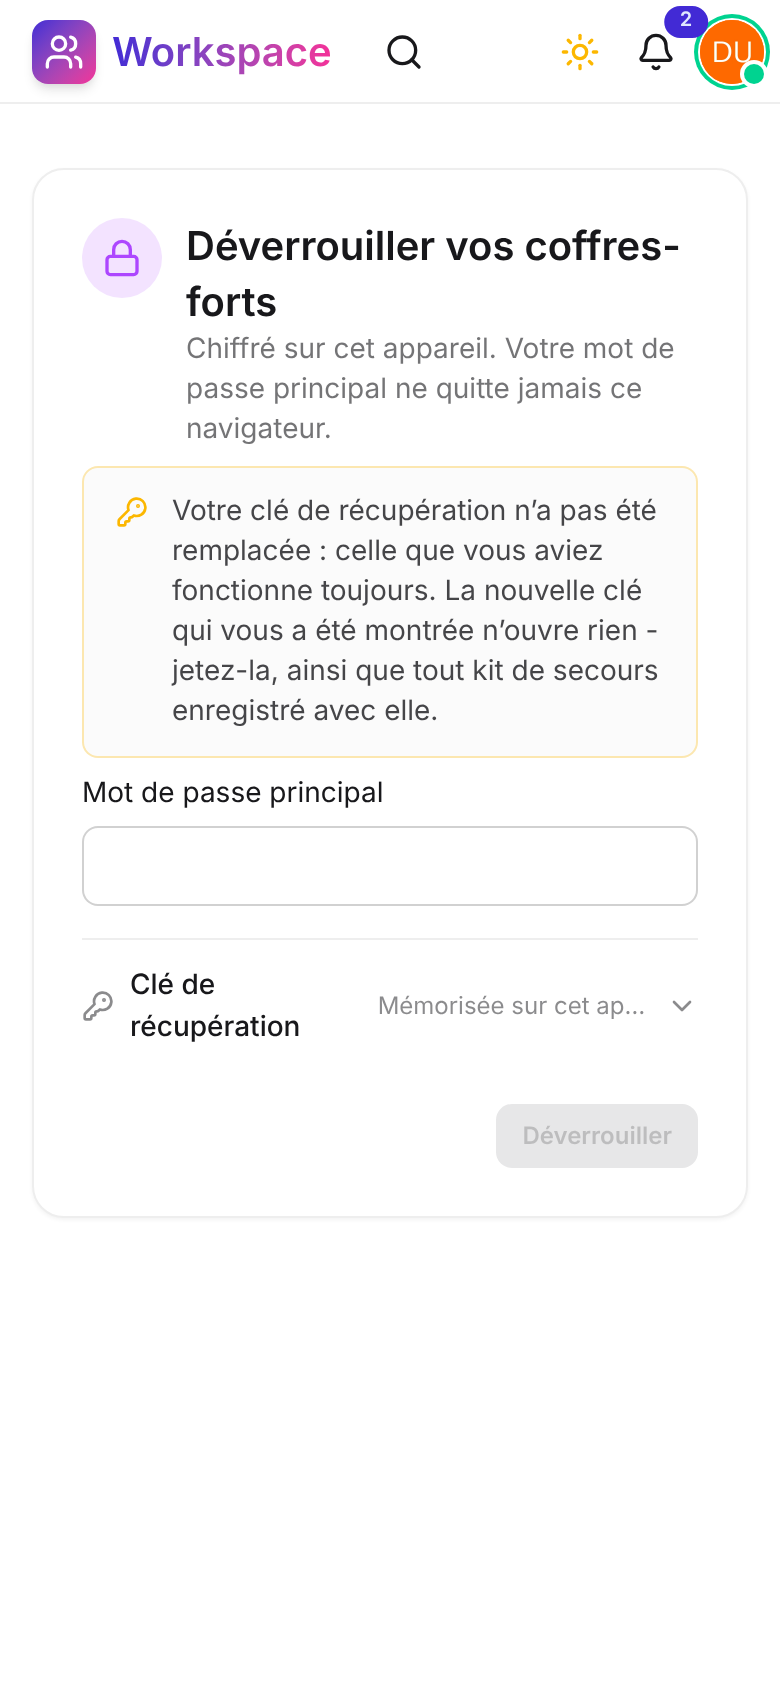 Workspace
2
DU
Déverrouiller vos coffres-
forts
Chiffré sur cet appareil. Votre mot de
passe principal ne quitte jamais ce
navigateur.
Votre clé de récupération n’a pas été
remplacée : celle que vous aviez
fonctionne toujours. La nouvelle clé
qui vous a été montrée n’ouvre rien -
jetez-la, ainsi que tout kit de secours
enregistré avec elle.
Mot de passe principal
Clé de
récupération
Mémorisée sur cet ap...
Déverrouiller